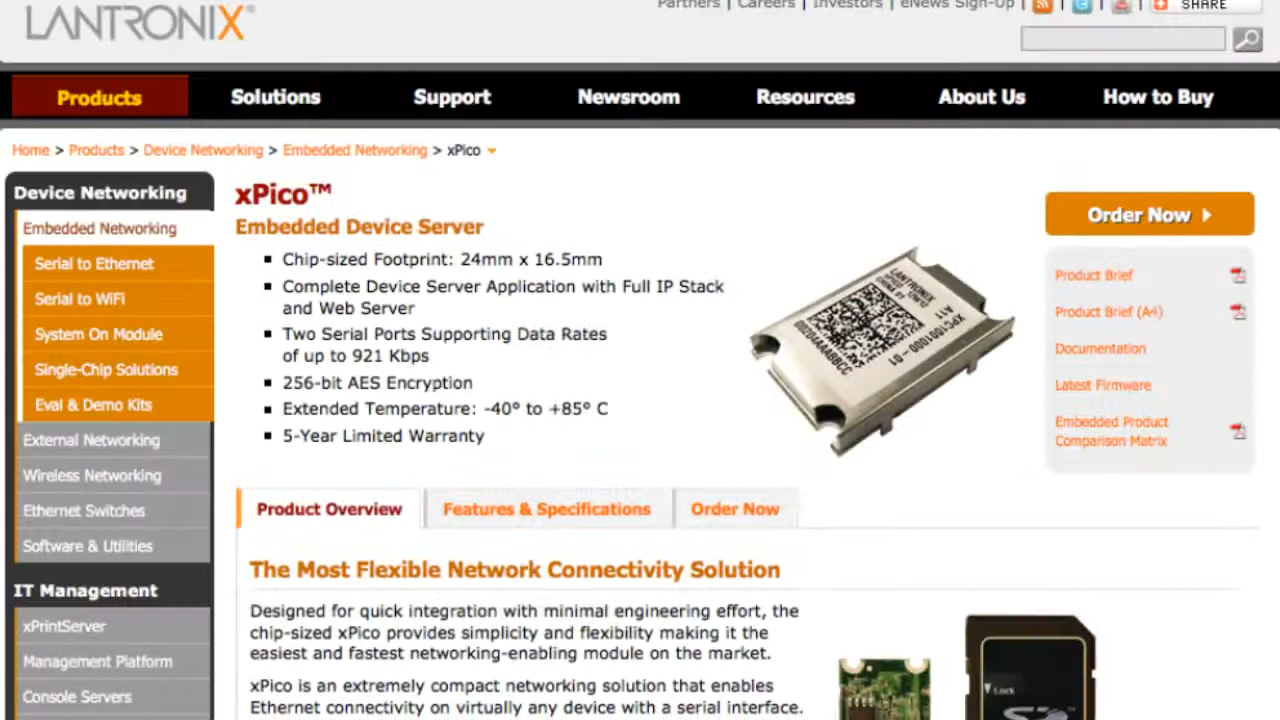 LANTRONIX®
Partners | Careers | Investors | eNews Sign-Up | SHARE
Products
Solutions
Support
Newsroom
Resources
About Us
How to Buy
Home > Products > Device Networking > Embedded Networking > xPico
Device Networking
Embedded Networking
Serial to Ethernet
Serial to WiFi
System On Module
Single-Chip Solutions
Eval & Demo Kits
External Networking
Wireless Networking
Ethernet Switches
Software & Utilities
IT Management
xPrintServer
Management Platform
Console Servers
xPico™
Embedded Device Server
Chip-sized Footprint: 24mm x 16.5mm
Complete Device Server Application with Full IP Stack
and Web Server
Two Serial Ports Supporting Data Rates
of up to 921 Kbps
256-bit AES Encryption
Extended Temperature: -40° to +85° C
5-Year Limited Warranty
LANTRONIX
A11
XPC1001000-01
Order Now
Product Brief
Product Brief (A4)
Documentation
Latest Firmware
Embedded Product
Comparison Matrix
Product Overview
Features & Specifications
Order Now
The Most Flexible Network Connectivity Solution
Designed for quick integration with minimal engineering effort, the
chip-sized xPico provides simplicity and flexibility making it the
easiest and fastest networking-enabling module on the market.
xPico is an extremely compact networking solution that enables
Ethernet connectivity on virtually any device with a serial interface.
Lock